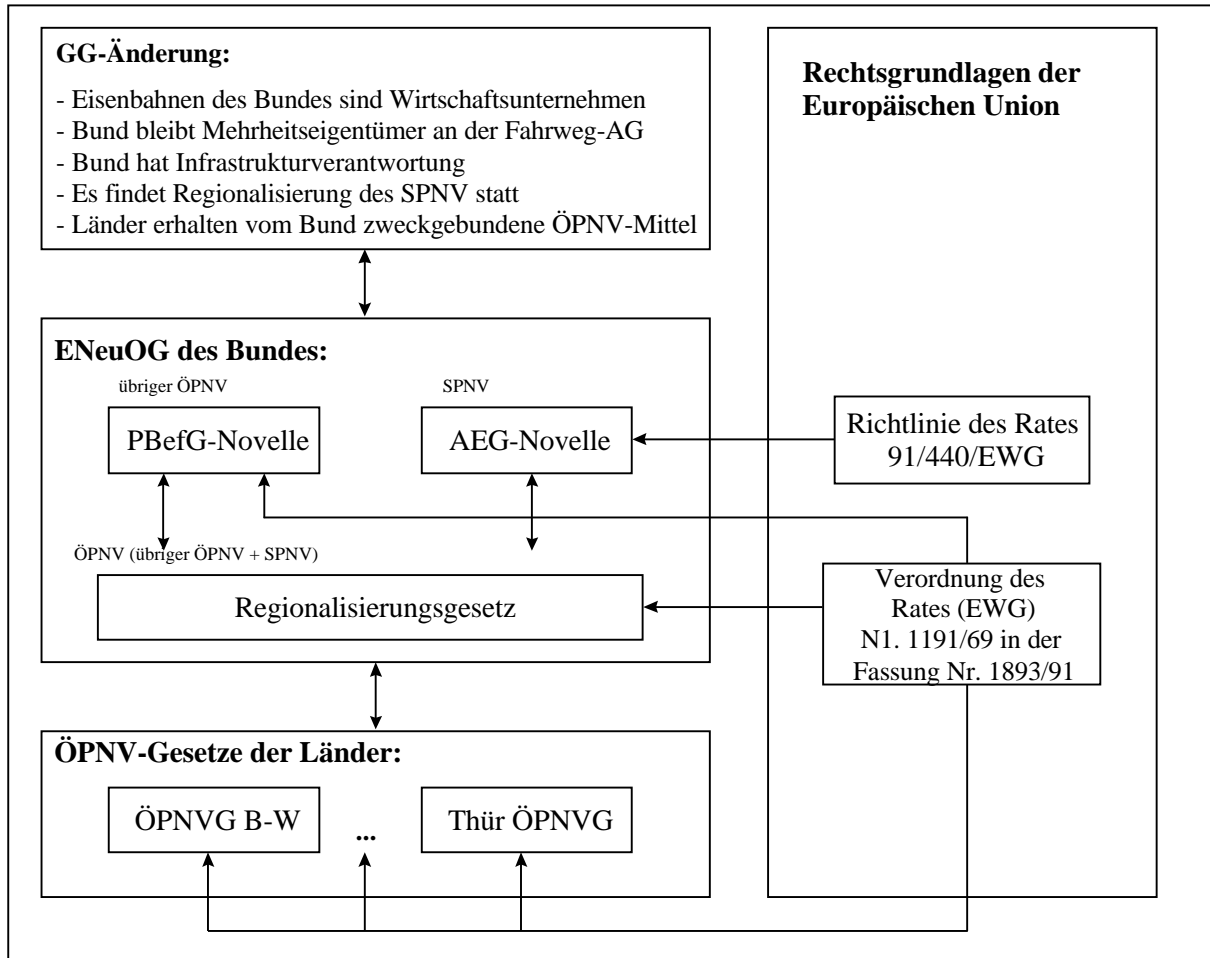 GG-Änderung:
- Eisenbahnen des Bundes sind Wirtschaftsunternehmen
- Bund bleibt Mehrheitseigentümer an der Fahrweg-AG
- Bund hat Infrastrukturverantwortung
- Es findet Regionalisierung des SPNV statt
- Länder erhalten vom Bund zweckgebundene ÖPNV-Mittel
ENeuOG des Bundes:
übriger ÖPNV
PBefG-Novelle
SPNV
AEG-Novelle
ÖPNV (übriger ÖPNV + SPNV)
Regionalisierungsgesetz
ÖPNV-Gesetze der Länder:
ÖPNVG B-W
...
Thür ÖPNVG
Rechtsgrundlagen der
Europäischen Union
Richtlinie des Rates
91/440/EWG
Verordnung des
Rates (EWG)
N1. 1191/69 in der
Fassung Nr. 1893/91